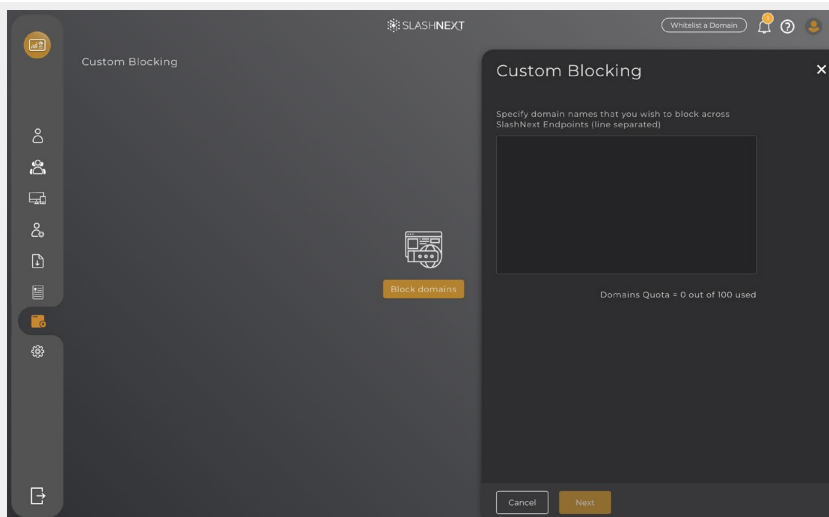 SLASHNEXT
Whitelist a Domain
Custom Blocking
Custom Blocking
Specify domain names that you wish to block across
SlashNext Endpoints (line separated)
Block domains
Domains Quota = 0 out of 100 used
Cancel
Next